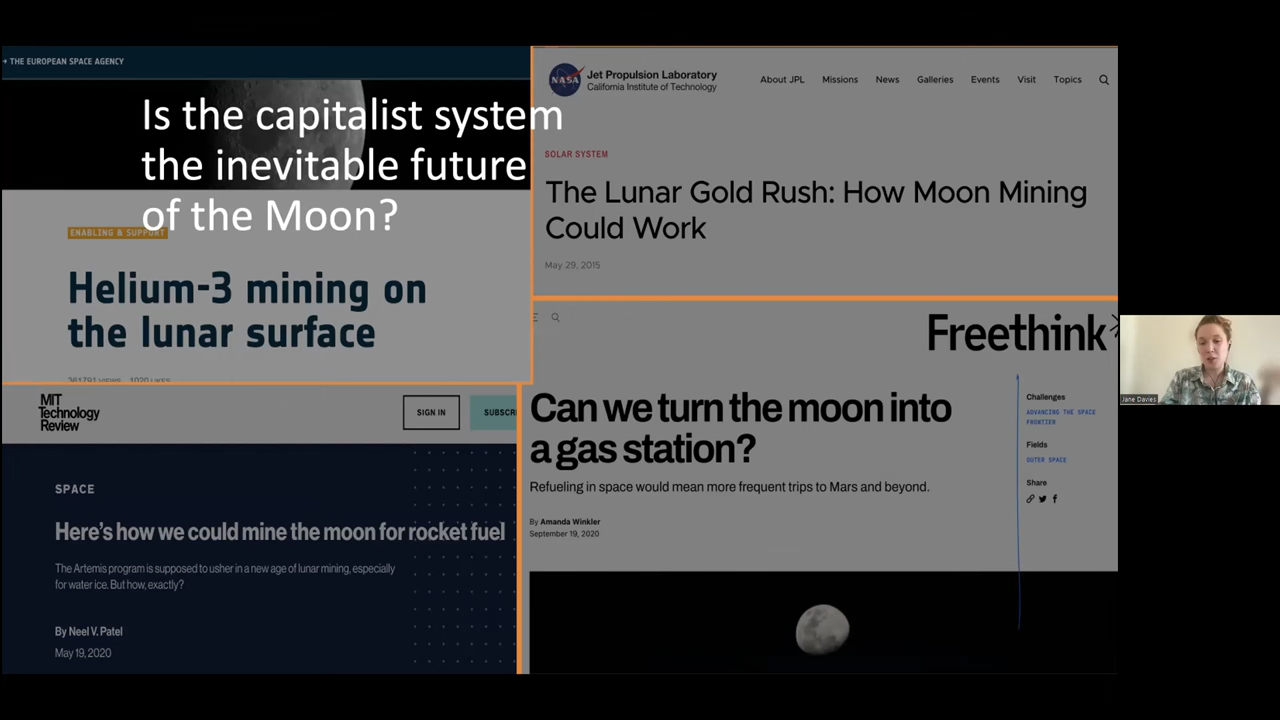 → THE EUROPEAN SPACE AGENCY
Is the capitalist system
the inevitable future
of the Moon?
ENABLING & SUPPORT
Helium-3 mining on
the lunar surface
361791 VIEWS 1020 LIKES
NASA
Jet Propulsion Laboratory
California Institute of Technology
About JPL Missions News Galleries Events Visit Topics
SOLAR SYSTEM
The Lunar Gold Rush: How Moon Mining
Could Work
May 29, 2015
MIT
Technology
Review
SIGN IN
SUBSCRI
SPACE
Here's how we could mine the moon for rocket fuel
The Artemis program is supposed to usher in a new age of lunar mining, especially
for water ice. But how, exactly?
By Neel V. Patel
May 19, 2020
Freethink
Can we turn the moon into
a gas station?
Refueling in space would mean more frequent trips to Mars and beyond.
By Amanda Winkler
September 19, 2020
Challenges
ADVANCING THE SPACE
FRONTIER
Fields
OUTER SPACE
Share
Jane Davies